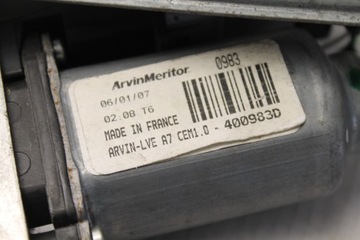 ArvinMeritor 0983
06/01/07
02.08 T6
MADE IN FRANCE
ARVIN-LVE A7 CEM1.0 - 400983D